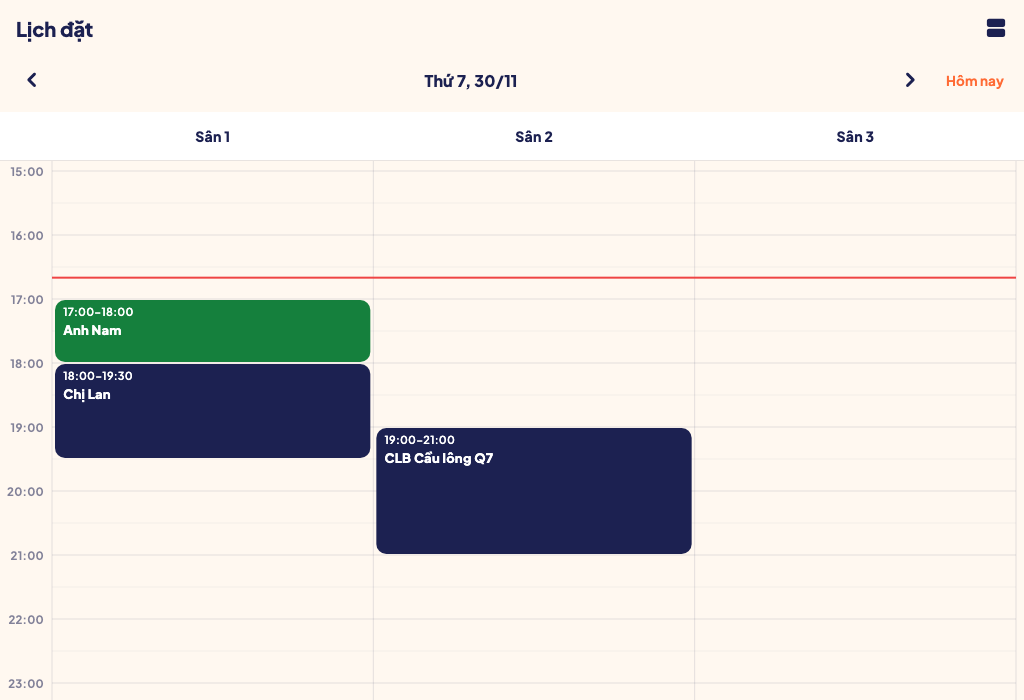 Lịch đặt
Thứ 7, 30/11
Hôm nay
Sân 1
Sân 2
Sân 3
15:00
16:00
17:00
17:00–18:00
Anh Nam
18:00
18:00–19:30
Chị Lan
19:00
19:00–21:00
CLB Cầu lông Q7
20:00
21:00
22:00
23:00